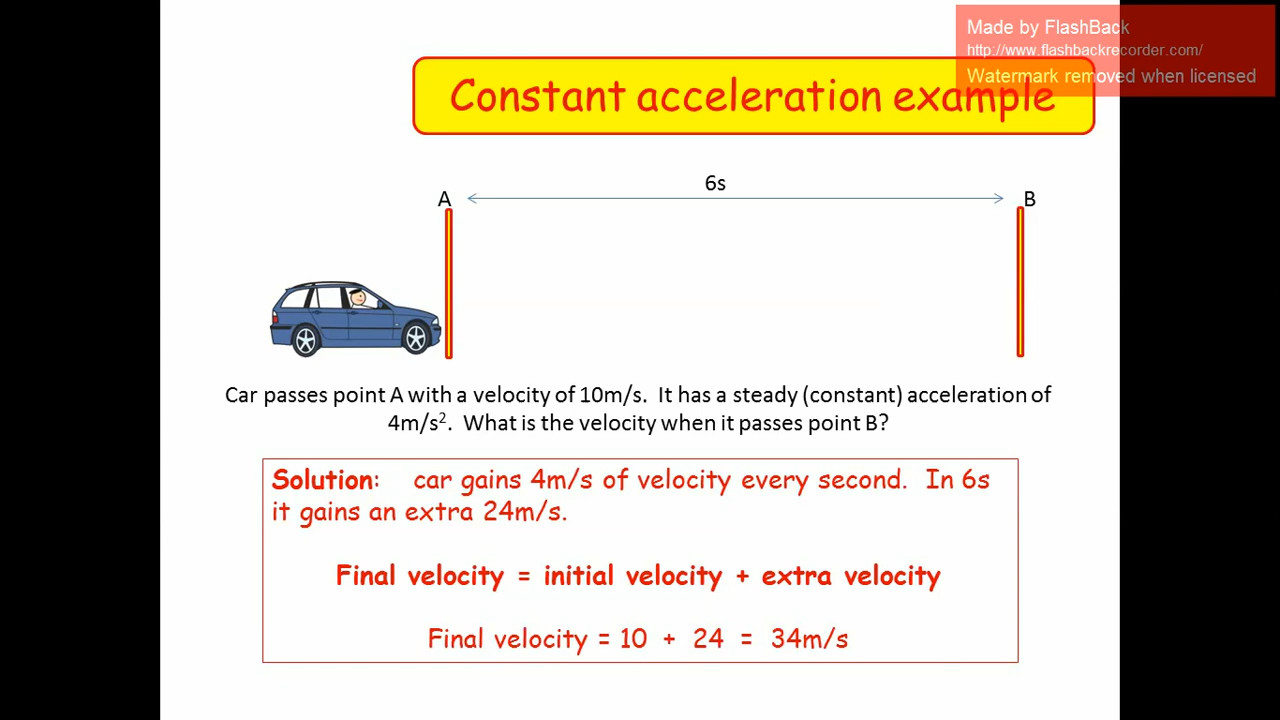 Made by FlashBack
http://www.flashbackrecorder.com/
Watermark removed when licensed
Constant acceleration example
6s
A
B
Car passes point A with a velocity of 10m/s. It has a steady (constant) acceleration of
4m/s². What is the velocity when it passes point B?
Solution: car gains 4m/s of velocity every second. In 6s
it gains an extra 24m/s.
Final velocity = initial velocity + extra velocity
Final velocity = 10 + 24 = 34m/s